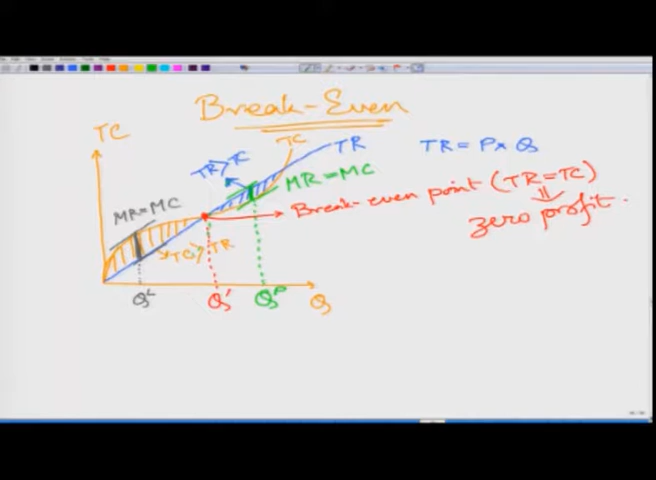 Break-Even
TC
TC
TR
TR = P× Q
TR > TC
MR = MC
Break-even point (TR = TC)
⇓
zero profit.
MR = MC
TC > TR
Q^L
Q'
Q^P
Q